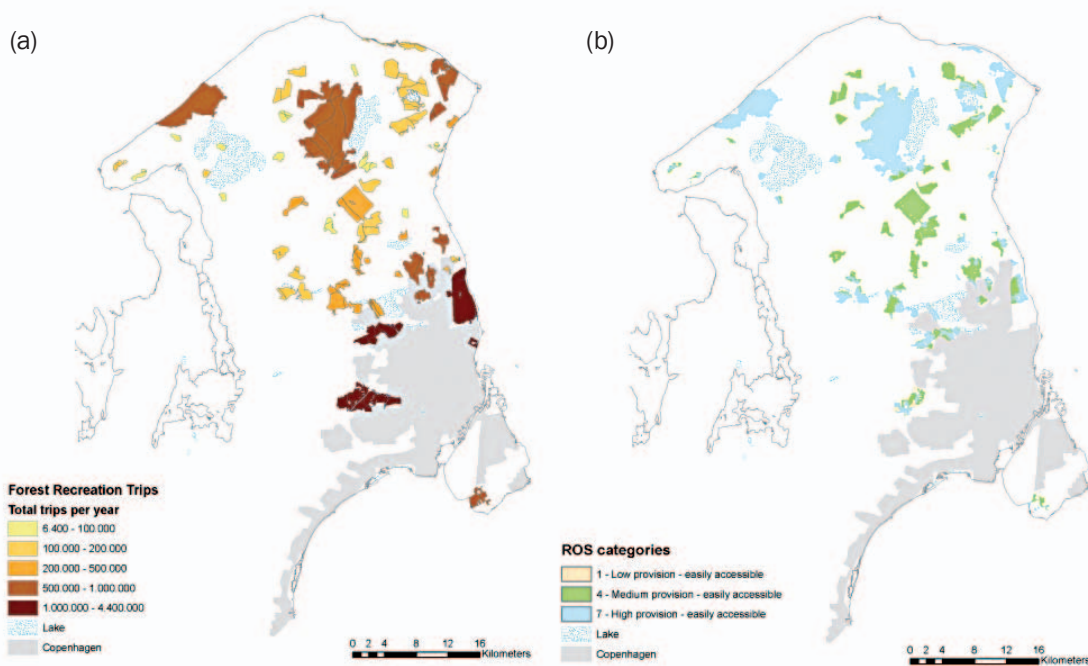 (a)
Forest Recreation Trips
Total trips per year
6.400 - 100.000
100.000 - 200.000
200.000 - 500.000
500.000 - 1.000.000
1.000.000 - 4.400.000
Lake
Copenhagen
0 2 4 8 12 16
Kilometers
(b)
ROS categories
1 - Low provision - easily accessible
4 - Medium provision - easily accessible
7 - High provision - easily accessible
Lake
Copenhagen
0 2 4 8 12 16
Kilometers